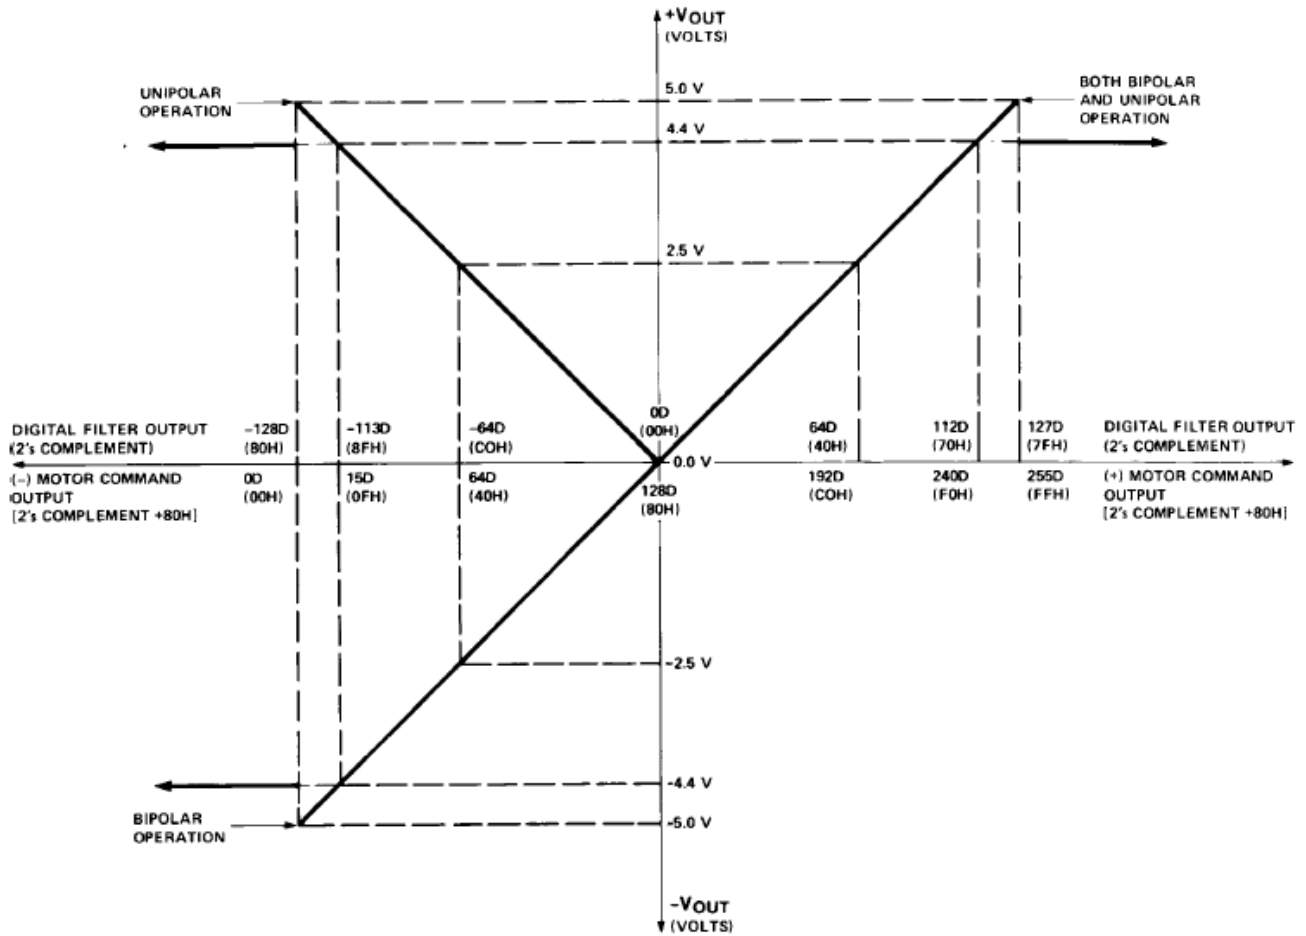 +VOUT
(VOLTS)
UNIPOLAR
OPERATION
5.0 V
BOTH BIPOLAR
AND UNIPOLAR
OPERATION
4.4 V
2.5 V
DIGITAL FILTER OUTPUT
(2's COMPLEMENT)
-128D
(80H)
-113D
(8FH)
-64D
(COH)
0D
(00H)
64D
(40H)
112D
(70H)
127D
(7FH)
DIGITAL FILTER OUTPUT
(2's COMPLEMENT)
0.0 V
(-) MOTOR COMMAND
OUTPUT
[2's COMPLEMENT +80H]
0D
(00H)
15D
(0FH)
64D
(40H)
128D
(80H)
192D
(COH)
240D
(F0H)
255D
(FFH)
(+) MOTOR COMMAND
OUTPUT
[2's COMPLEMENT +80H]
-2.5 V
-4.4 V
BIPOLAR
OPERATION
-5.0 V
-VOUT
(VOLTS)